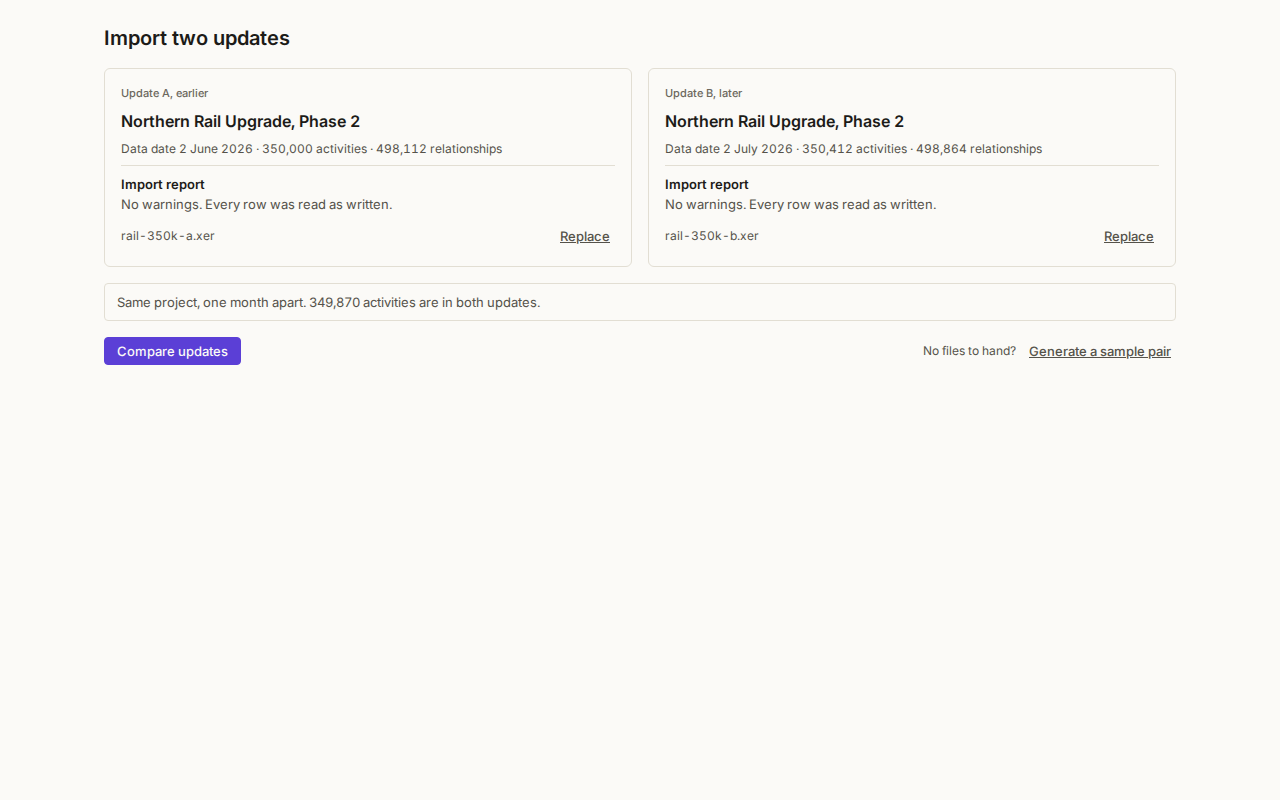 Import two updates
Update A, earlier
Northern Rail Upgrade, Phase 2
Data date 2 June 2026 · 350,000 activities · 498,112 relationships
Import report
No warnings. Every row was read as written.
rail-350k-a.xer
Replace
Update B, later
Northern Rail Upgrade, Phase 2
Data date 2 July 2026 · 350,412 activities · 498,864 relationships
Import report
No warnings. Every row was read as written.
rail-350k-b.xer
Replace
Same project, one month apart. 349,870 activities are in both updates.
Compare updates
No files to hand?
Generate a sample pair